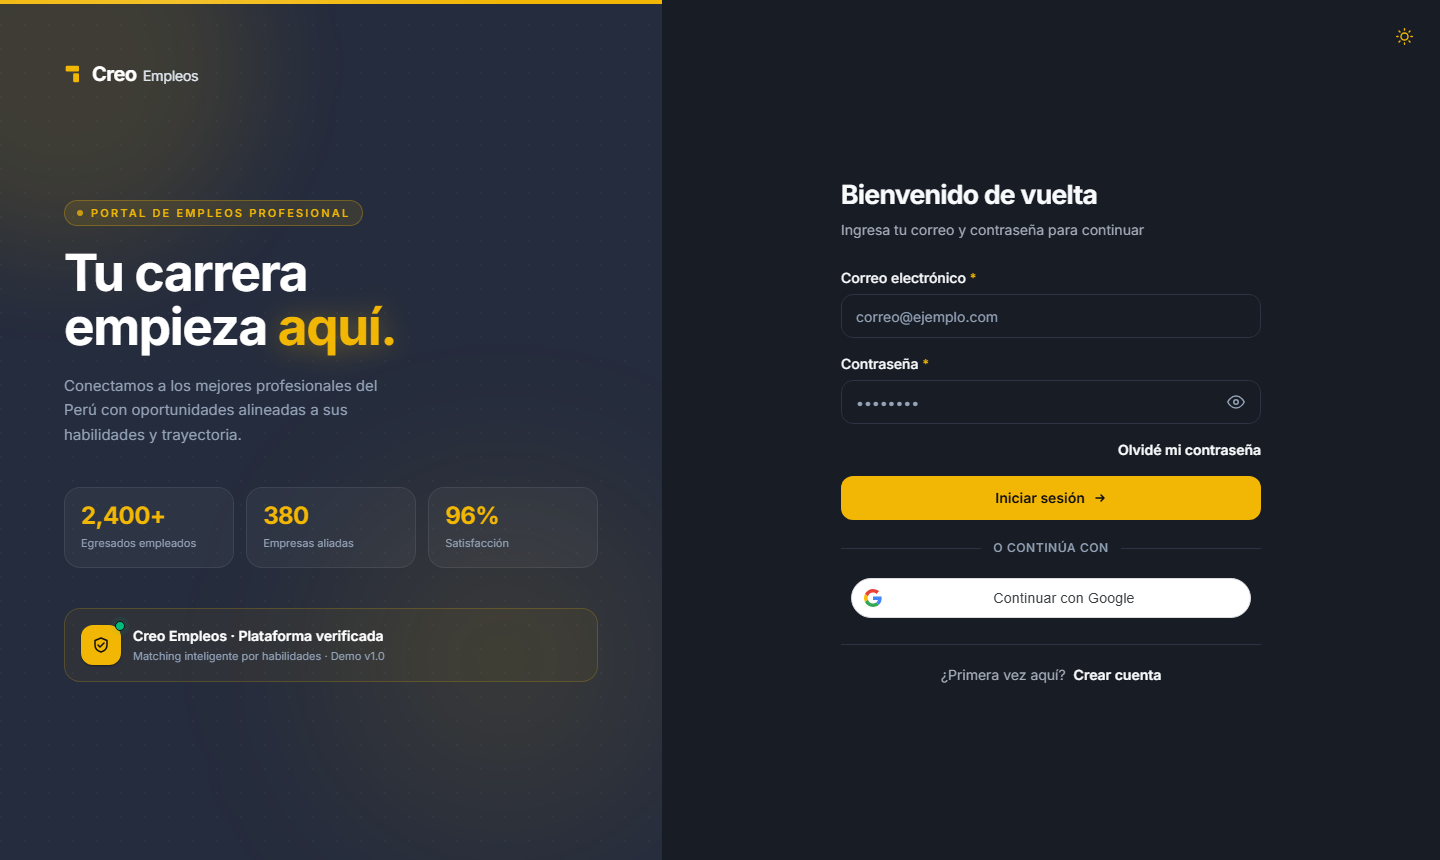 Creo Empleos
PORTAL DE EMPLEOS PROFESIONAL
Tu carrera
empieza aquí.
Conectamos a los mejores profesionales del
Perú con oportunidades alineadas a sus
habilidades y trayectoria.
2,400+
Egresados empleados
380
Empresas aliadas
96%
Satisfacción
Creo Empleos · Plataforma verificada
Matching inteligente por habilidades · Demo v1.0
Bienvenido de vuelta
Ingresa tu correo y contraseña para continuar
Correo electrónico *
correo@ejemplo.com
Contraseña *
••••••••
Olvidé mi contraseña
Iniciar sesión →
O CONTINÚA CON
Continuar con Google
¿Primera vez aquí? Crear cuenta